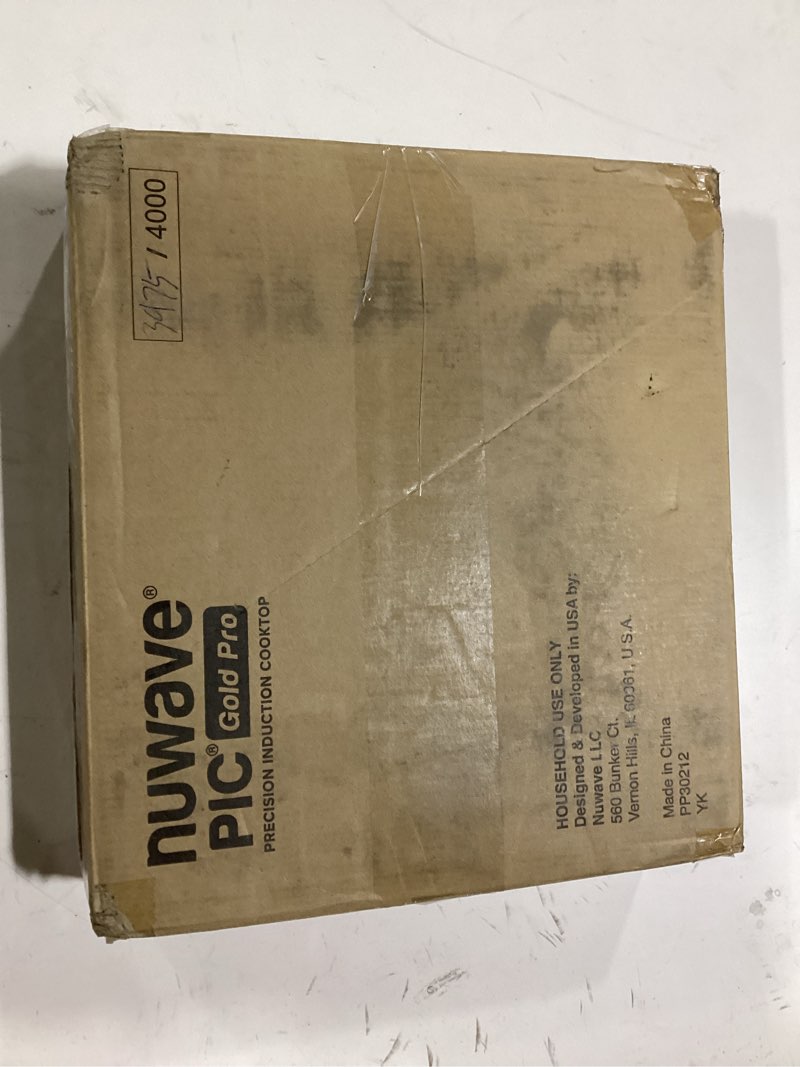 nuwave®
PIC® Gold Pro
PRECISION INDUCTION COOKTOP
3975 / 4000
HOUSEHOLD USE ONLY
Designed & Developed in USA by:
Nuwave LLC
560 Bunker Ct.
Vernon Hills, IL 60061, U.S.A.
Made in China
PP30212
YK